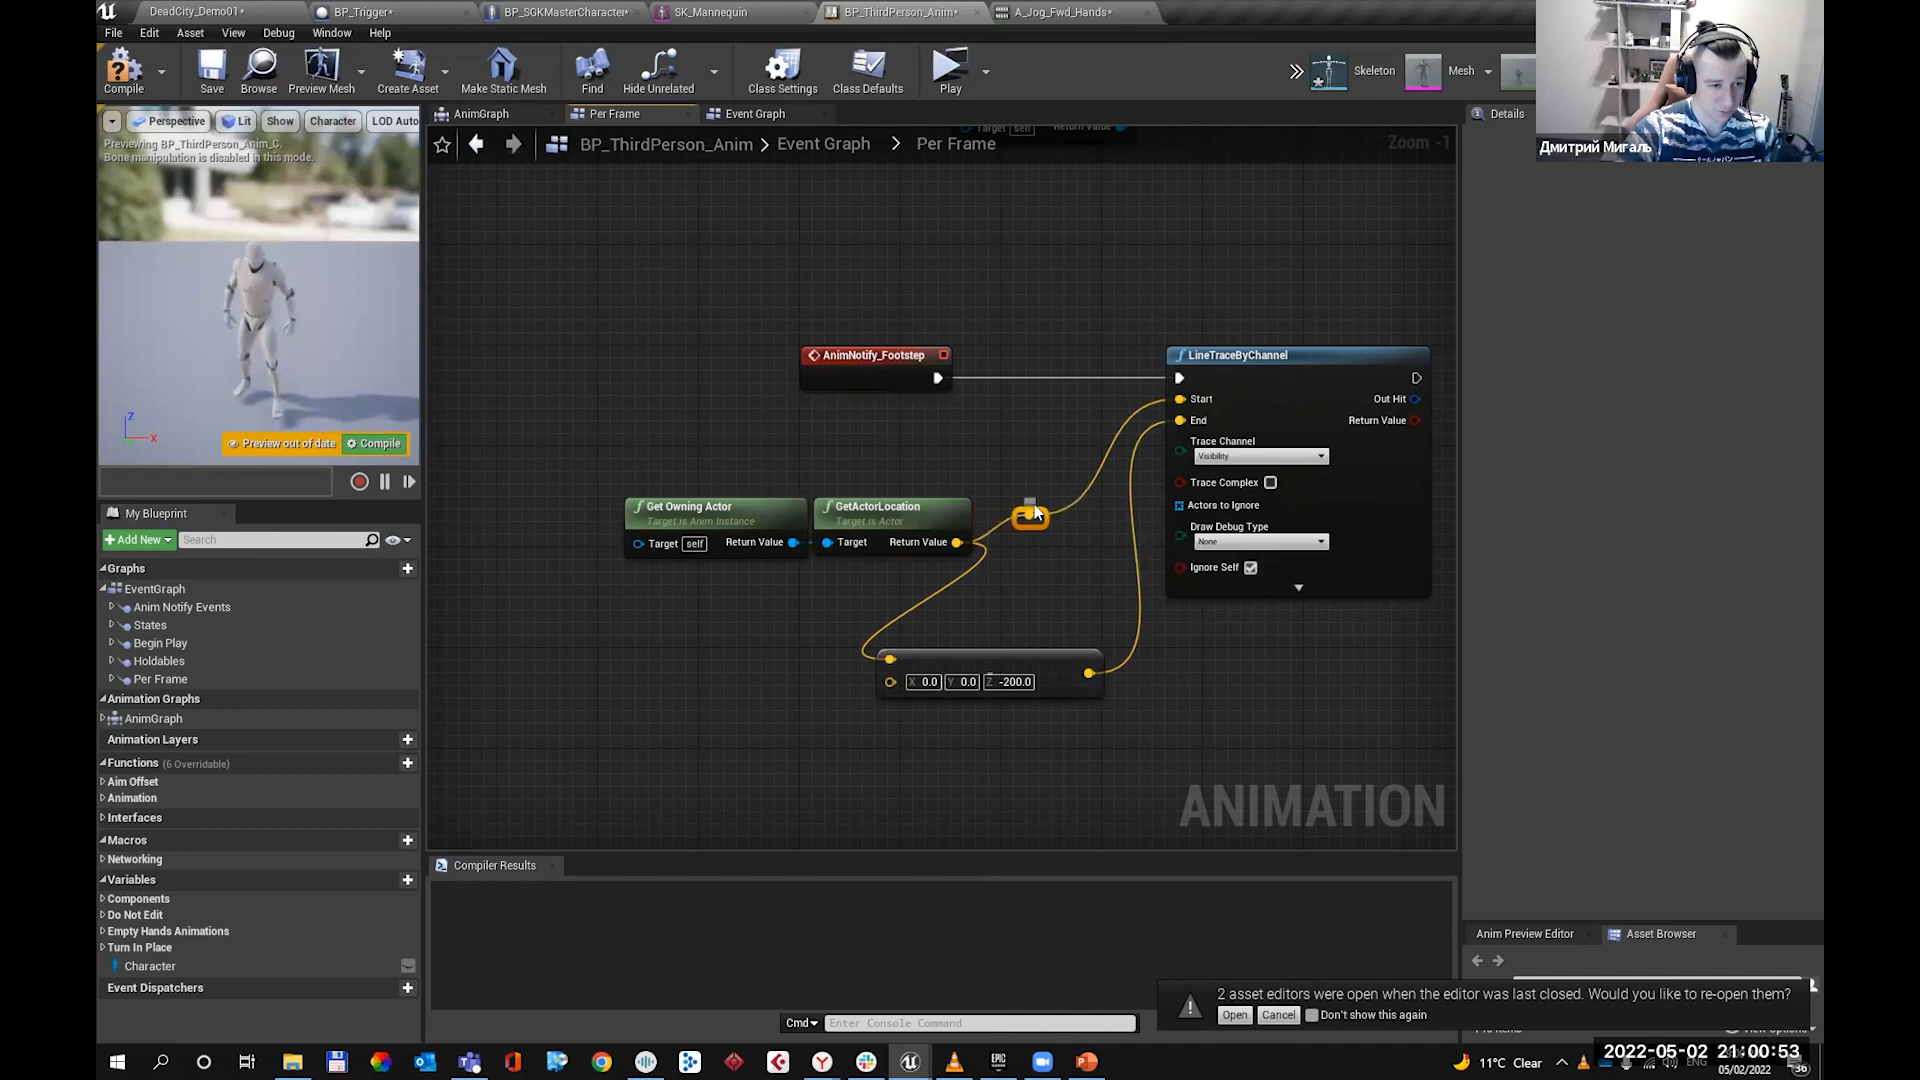 DeadCity_Demo01*
BP_Trigger*
BP_SGKMasterCharacter*
SK_Mannequin
BP_ThirdPerson_Anim*
A_Jog_Fwd_Hands*
File Edit Asset View Debug Window Help
Compile
Save
Browse
Preview Mesh
Create Asset
Make Static Mesh
Find
Hide Unrelated
Class Settings
Class Defaults
Play
Skeleton
Mesh
Дмитрий Мигаль
Perspective
Lit
Show
Character
LOD Auto
Previewing BP_ThirdPerson_Anim_C.
Bone manipulation is disabled in this mode.
Z
X
Preview out of date
Compile
AnimGraph
Per Frame
Event Graph
Details
BP_ThirdPerson_Anim > Event Graph > Per Frame
Zoom -1
Target self Return Value
AnimNotify_Footstep
LineTraceByChannel
Start
Out Hit
End
Return Value
Trace Channel
Visibility
Trace Complex
Actors to Ignore
Draw Debug Type
None
Ignore Self
Get Owning Actor
Target is Anim Instance
Target self
Return Value
GetActorLocation
Target is Actor
Target
Return Value
X 0.0 Y 0.0 Z -200.0
ANIMATION
My Blueprint
Add New
Search
Graphs
EventGraph
Anim Notify Events
States
Begin Play
Holdables
Per Frame
Animation Graphs
AnimGraph
Animation Layers
Functions (6 Overridable)
Aim Offset
Animation
Interfaces
Macros
Networking
Variables
Components
Do Not Edit
Empty Hands Animations
Turn In Place
Character
Event Dispatchers
Compiler Results
Cmd
Enter Console Command
Anim Preview Editor
Asset Browser
2 asset editors were open when the editor was last closed. Would you like to re-open them?
Open
Cancel
Don't show this again
11°C Clear
ENG
2022-05-02 21:00:53
05/02/2022
36